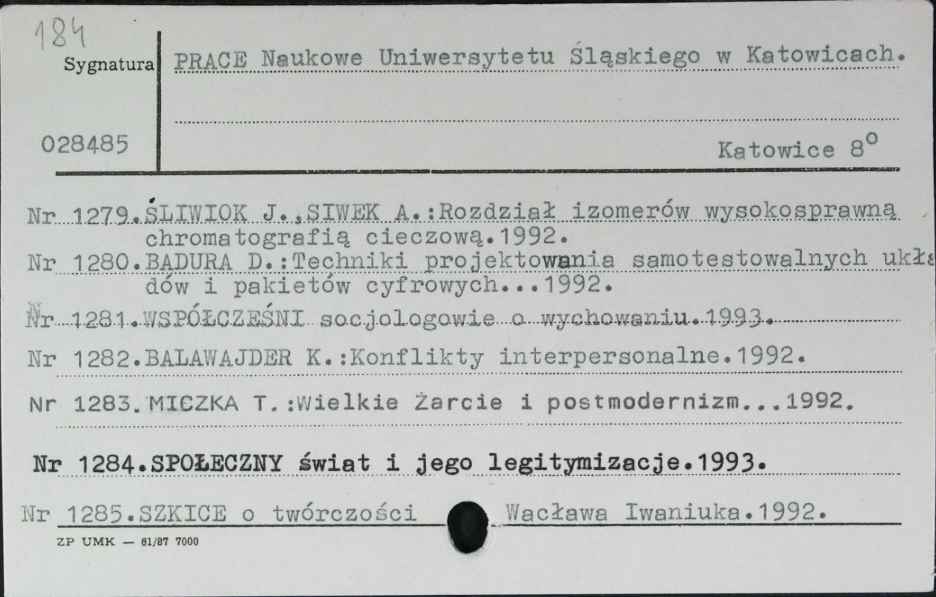 184
Sygnatura
PRACE Naukowe Uniwersytetu Śląskiego w Katowicach.
028485
Katowice 8°
Nr 1279.ŚLIWIOK J.,SIWEK A.:Rozdział izomerów wysokosprawną
chromatografią cieczową.1992.
Nr 1280.BADURA D.:Techniki projektowania samotestowalnych ukła
dów i pakietów cyfrowych...1992.
Nr 1281.WSPÓŁCZEŚNI socjologowie o wychowaniu.1993.
Nr 1282.BALAWAJDER K.:Konflikty interpersonalne.1992.
Nr 1283.MICZKA T.:Wielkie Żarcie i postmodernizm...1992.
Nr 1284.SPOŁECZNY świat i jego legitymizacje.1993.
Nr 1285.SZKICE o twórczości Wacława Iwaniuka.1992.
ZP UMK — 81/87 7000